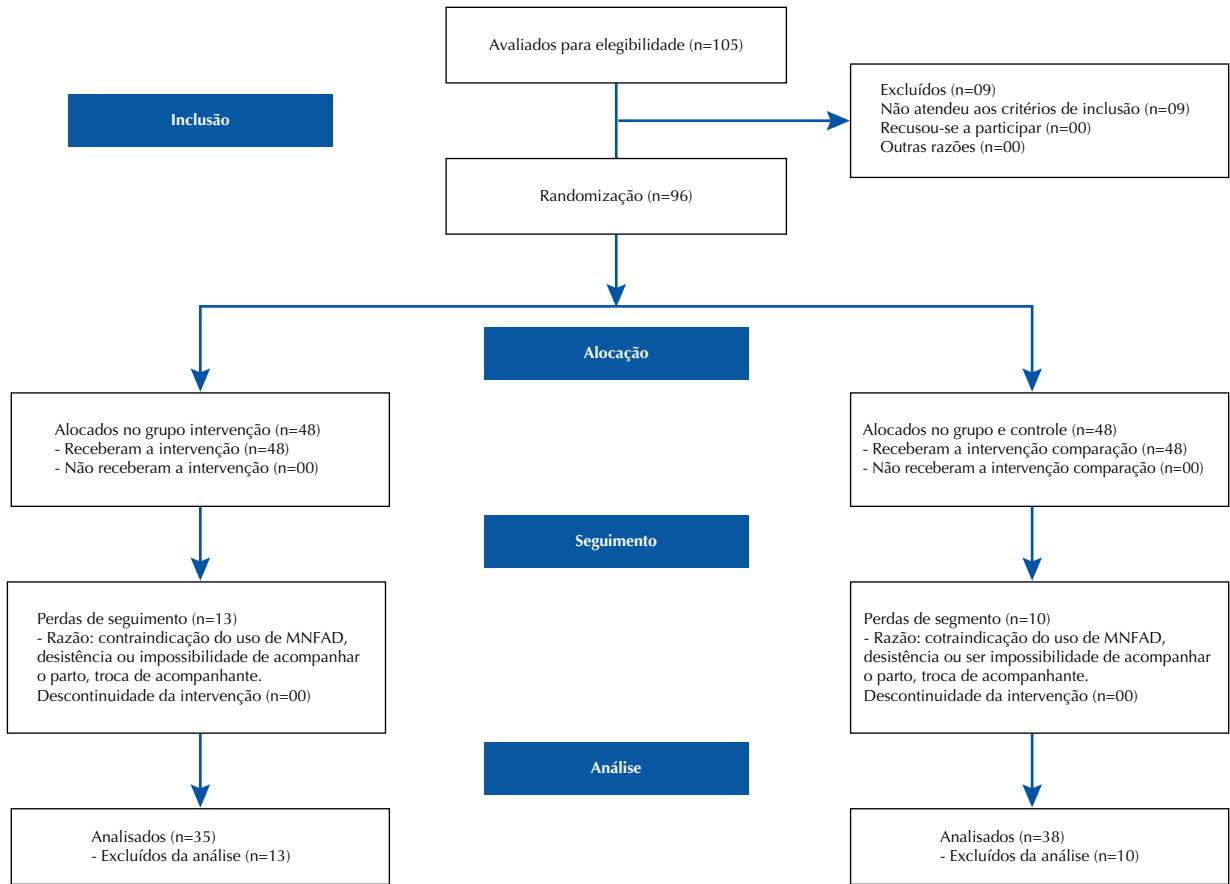 Avaliados para elegibilidade (n=105)
Excluídos (n=09)
Não atendeu aos critérios de inclusão (n=09)
Recusou-se a participar (n=00)
Outras razões (n=00)
Inclusão
Randomização (n=96)
Alocação
Alocados no grupo intervenção (n=48)
- Receberam a intervenção (n=48)
- Não receberam a intervenção (n=00)
Alocados no grupo e controle (n=48)
- Receberam a intervenção comparação (n=48)
- Não receberam a intervenção comparação (n=00)
Seguimento
Perdas de seguimento (n=13)
- Razão: contraindicação do uso de MNFAD,
desistência ou impossibilidade de acompanhar
o parto, troca de acompanhante.
Descontinuidade da intervenção (n=00)
Perdas de segmento (n=10)
- Razão: cotraindicação do uso de MNFAD,
desistência ou ser impossibilidade de acompanhar
o parto, troca de acompanhante.
Descontinuidade da intervenção (n=00)
Análise
Analisados (n=35)
- Excluídos da análise (n=13)
Analisados (n=38)
- Excluídos da análise (n=10)